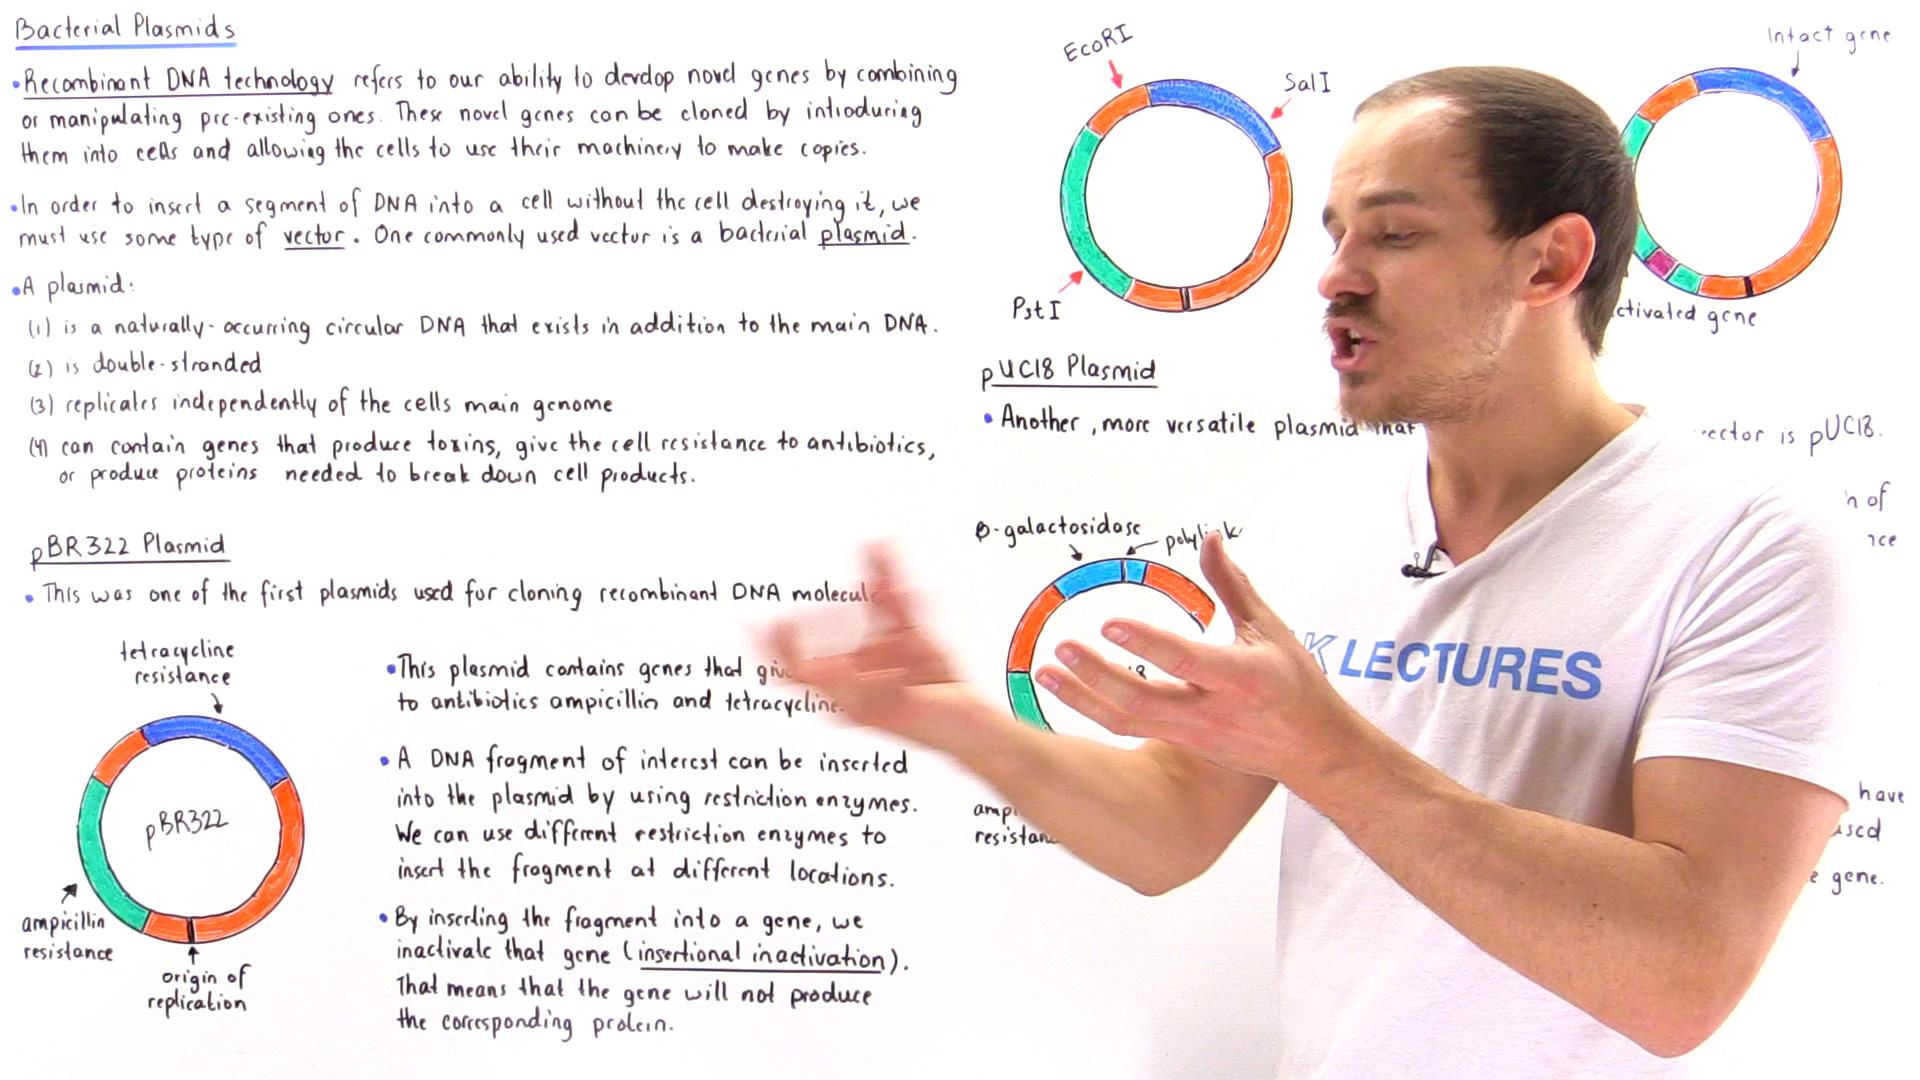 Bacterial Plasmids
• Recombinant DNA technology refers to our ability to develop novel genes by combining
or manipulating pre-existing ones. These novel genes can be cloned by introducing
them into cells and allowing the cells to use their machinery to make copies.
• In order to insert a segment of DNA into a cell without the cell destroying it, we
must use some type of vector. One commonly used vector is a bacterial plasmid.
• A plasmid:
(1) is a naturally-occurring circular DNA that exists in addition to the main DNA.
(2) is double-stranded
(3) replicates independently of the cells main genome
(4) can contain genes that produce toxins, give the cell resistance to antibiotics,
or produce proteins needed to break down cell products.
pBR322 Plasmid
• This was one of the first plasmids used for cloning recombinant DNA
tetracycline
resistance
pBR322
ampicillin
resistance
origin of
replication
• This plasmid contains genes that
to antibiotics ampicillin and tetracycline.
• A DNA fragment of interest can be inserted
into the plasmid by using restriction enzymes.
We can use different restriction enzymes to
insert the fragment at different locations.
• By inserting the fragment into a gene, we
inactivate that gene (insertional inactivation).
That means that the gene will not produce
the corresponding protein.
EcoRI
SalI
PstI
Intact gene
gene
pUC18 Plasmid
• Another, more versatile plasmid that
vector is pUC18.
of
β-galactosidase
have
gene.
LECTURES